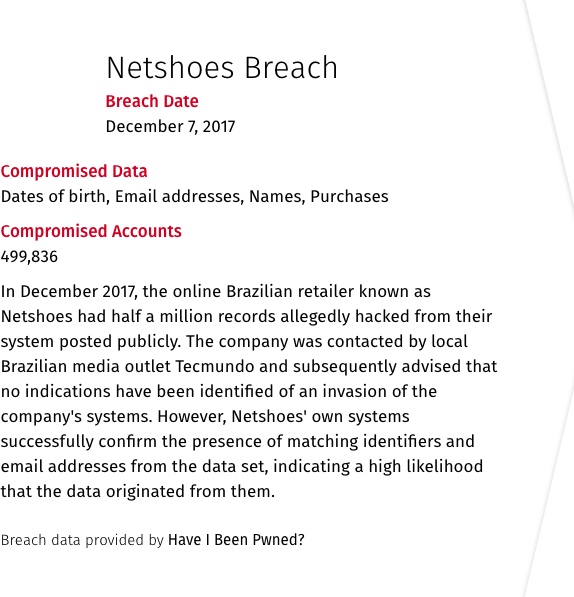 Netshoes Breach
Breach Date
December 7, 2017
Compromised Data
Dates of birth, Email addresses, Names, Purchases
Compromised Accounts
499,836
In December 2017, the online Brazilian retailer known as
Netshoes had half a million records allegedly hacked from their
system posted publicly. The company was contacted by local
Brazilian media outlet Tecmundo and subsequently advised that
no indications have been identified of an invasion of the
company's systems. However, Netshoes' own systems
successfully confirm the presence of matching identifiers and
email addresses from the data set, indicating a high likelihood
that the data originated from them.
Breach data provided by Have I Been Pwned?